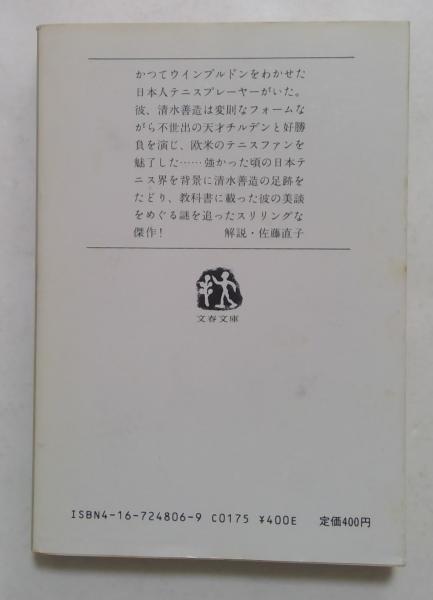 かつてウインブルドンをわかせた
日本人テニスプレーヤーがいた。
彼、清水善造は変則なフォームな
がら不世出の天才チルデンと好勝
負を演じ、欧米のテニスファンを
魅了した……強かった頃の日本テ
ニス界を背景に清水善造の足跡を
たどり、教科書に載った彼の美談
をめぐる謎を追ったスリリングな
傑作! 解説・佐藤直子
文春文庫
ISBN4-16-724806-9 C0175 ¥400E 定価400円